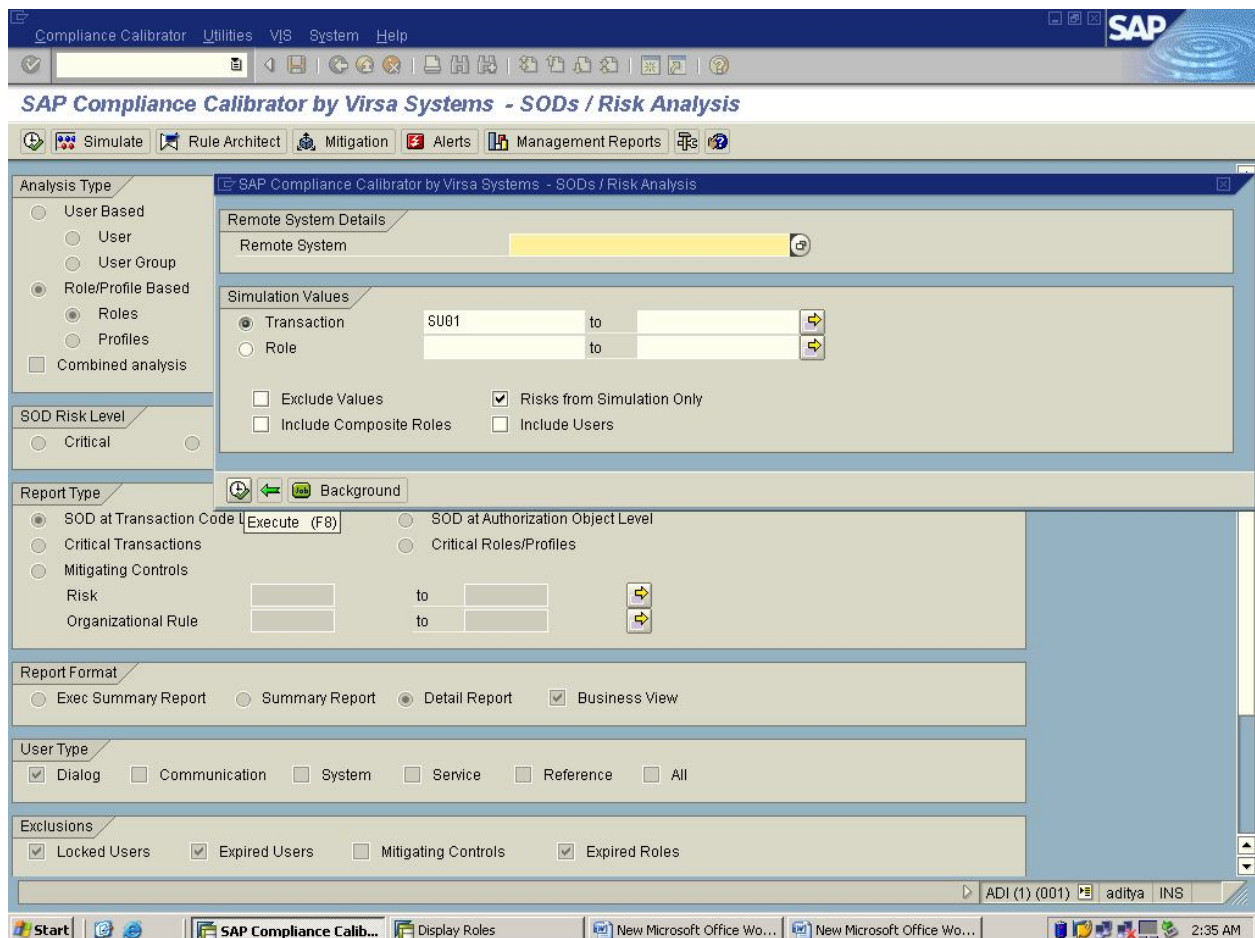 Compliance Calibrator Utilities VIS System Help
SAP
SAP Compliance Calibrator by Virsa Systems - SODs / Risk Analysis
Simulate Rule Architect Mitigation Alerts Management Reports
Analysis Type
User Based
User
User Group
Role/Profile Based
Roles
Profiles
Combined analysis
SOD Risk Level
Critical
SAP Compliance Calibrator by Virsa Systems - SODs / Risk Analysis
Remote System Details
Remote System
Simulation Values
Transaction SU01 to
Role to
Exclude Values Risks from Simulation Only
Include Composite Roles Include Users
Job Background
Execute (F8)
Report Type
SOD at Transaction Code L SOD at Authorization Object Level
Critical Transactions Critical Roles/Profiles
Mitigating Controls
Risk to
Organizational Rule to
Report Format
Exec Summary Report Summary Report Detail Report Business View
User Type
Dialog Communication System Service Reference All
Exclusions
Locked Users Expired Users Mitigating Controls Expired Roles
ADI (1) (001) aditya INS
Start SAP Compliance Calib... Display Roles New Microsoft Office Wo... New Microsoft Office Wo... 2:35 AM